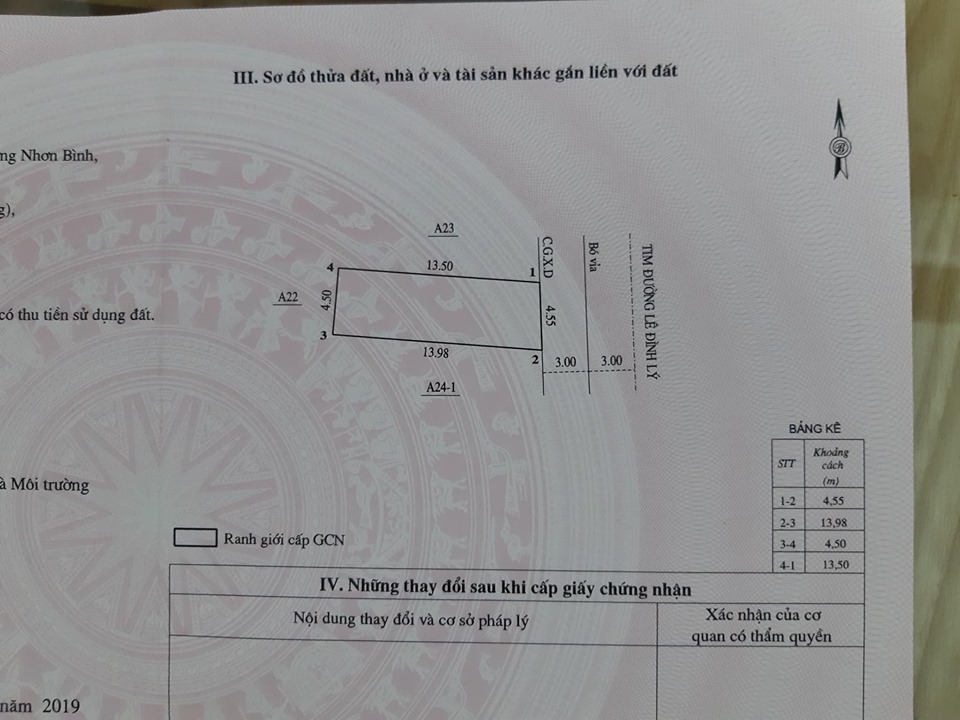 III. Sơ đồ thửa đất, nhà ở và tài sản khác gắn liền với đất
ng Nhơn Bình,
g),
có thu tiền sử dụng đất.
à Môi trường
năm 2019
B
A23
4
13.50
1
A22
4.50
3
13.98
2
A24-1
C.G.X.D
4.55
Bó vỉa
TIM ĐƯỜNG LÊ ĐÌNH LÝ
3.00
3.00
BẢNG KÊ
STT Khoảng cách (m)
1-2 4,55
2-3 13,98
3-4 4,50
4-1 13,50
Ranh giới cấp GCN
IV. Những thay đổi sau khi cấp giấy chứng nhận
Nội dung thay đổi và cơ sở pháp lý
Xác nhận của cơ
quan có thẩm quyền